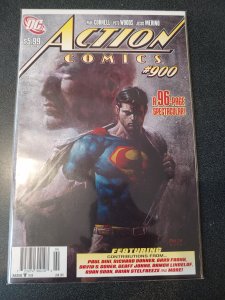 DC
$5.99
PAUL CORNELL • PETE WOODS • JESUS MERINO
ACTION
COMICS
#900
A 96-PAGE
SPECTACULAR!
FEATURING
CONTRIBUTIONS FROM...
PAUL DINI, RICHARD DONNER, GARY FRANK,
DAVID S. GOYER, GEOFF JOHNS, DAMON LINDELOF,
RYAN SOOK, BRIAN STELFREEZE AND MORE!